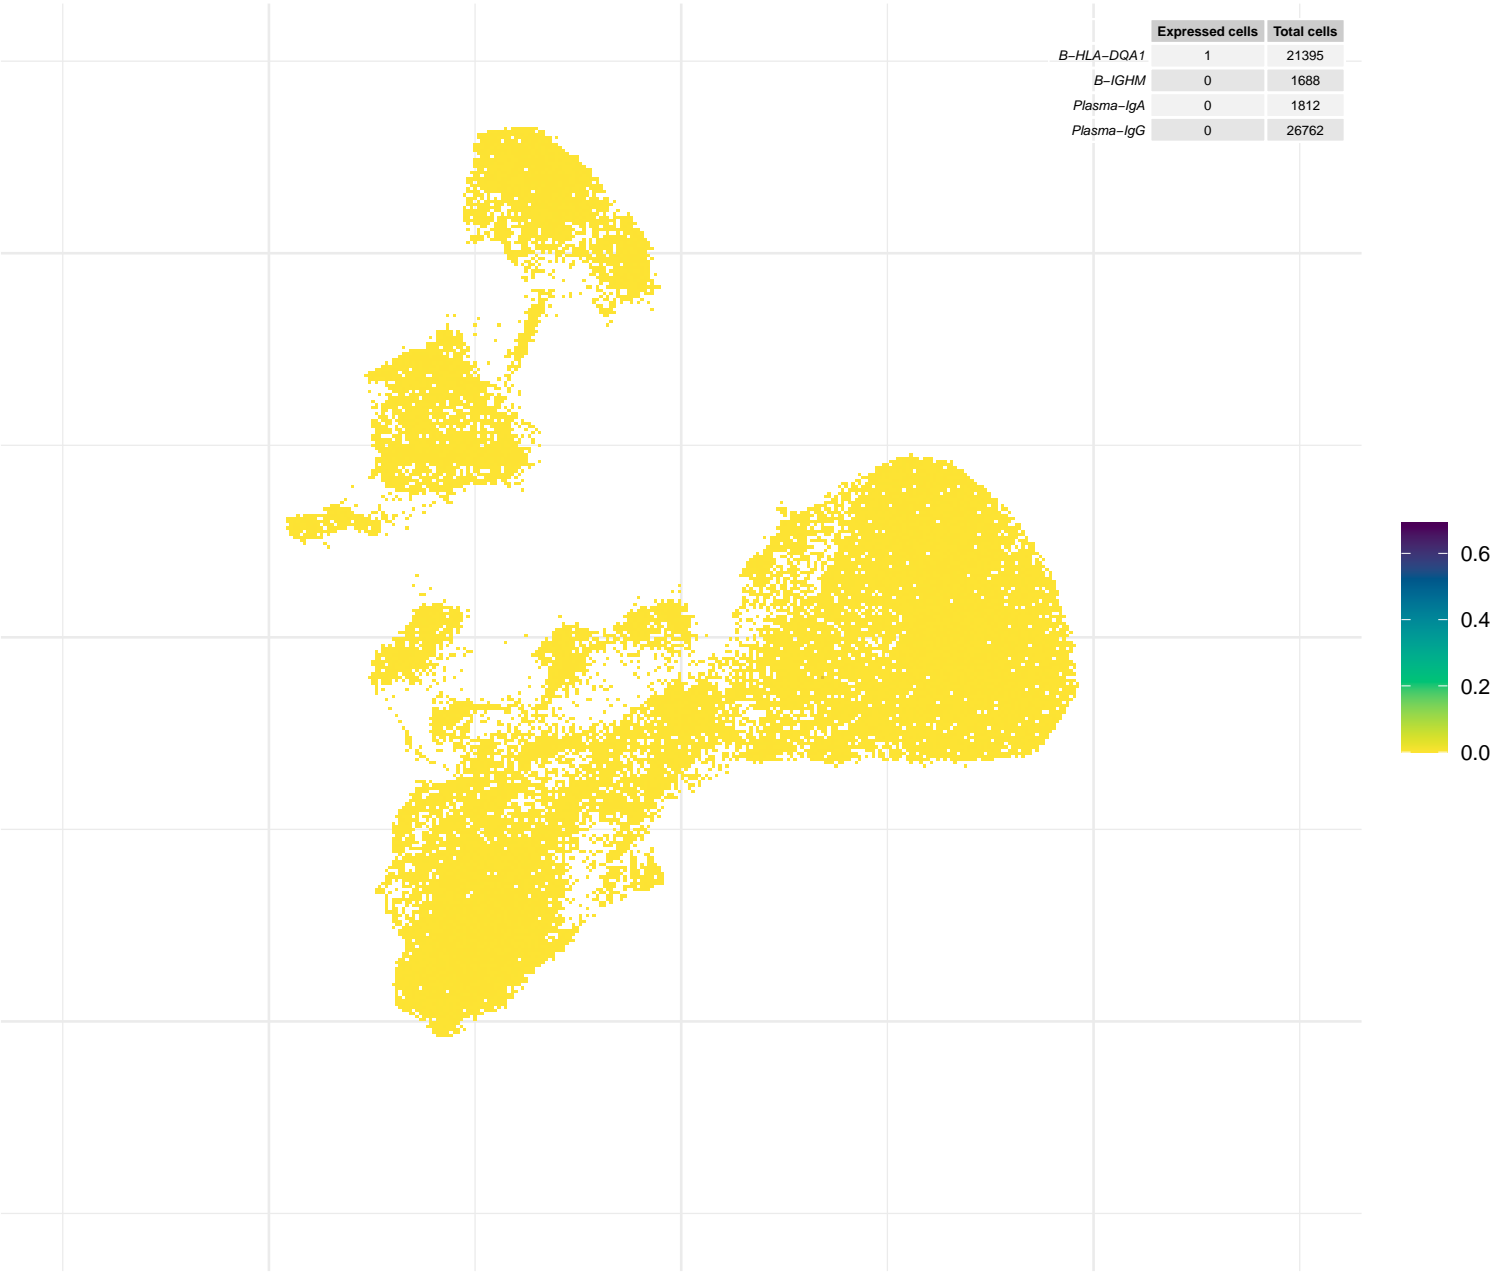 Expressed cells Total cells
B-HLA-DQA1 1 21395
B-IGHM 0 1688
Plasma-IgA 0 1812
Plasma-IgG 0 26762
0.6
0.4
0.2
0.0